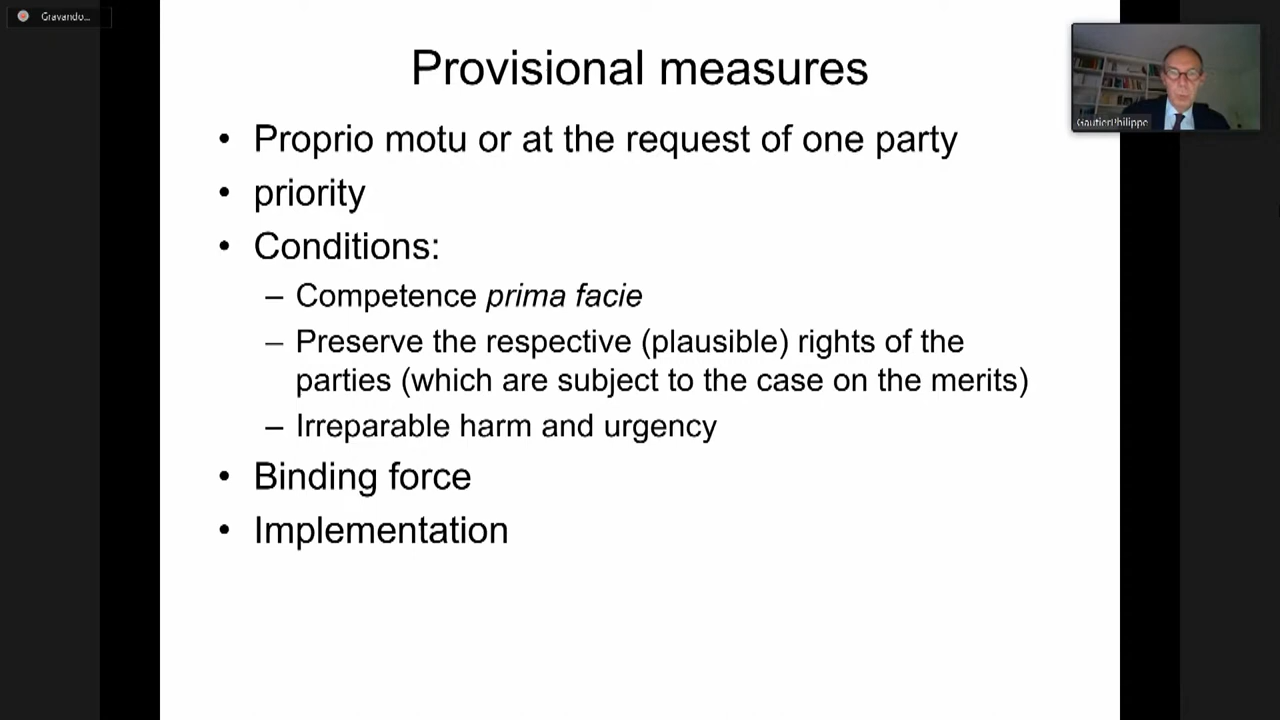 Gravando...
Provisional measures
GautierPhilippe
• Proprio motu or at the request of one party
• priority
• Conditions:
– Competence prima facie
– Preserve the respective (plausible) rights of the
parties (which are subject to the case on the merits)
– Irreparable harm and urgency
• Binding force
• Implementation